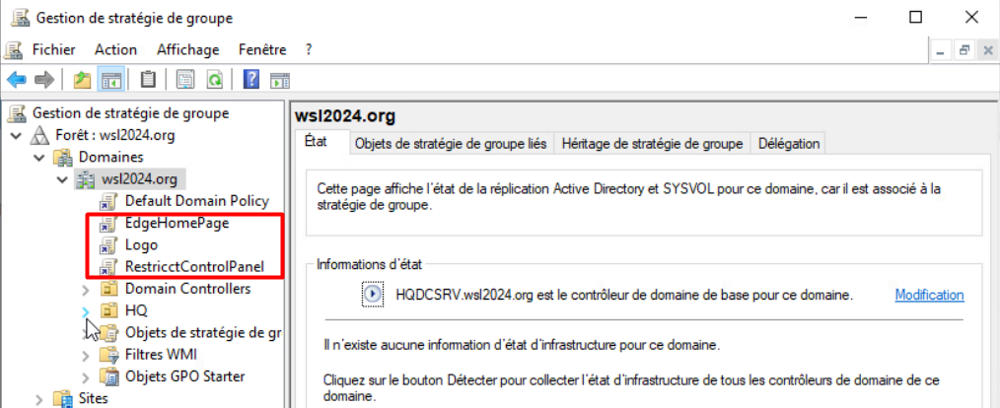 Gestion de stratégie de groupe
Fichier Action Affichage Fenêtre ?
Gestion de stratégie de groupe
Forêt : wsl2024.org
Domaines
wsl2024.org
Default Domain Policy
EdgeHomePage
Logo
RestricctControlPanel
Domain Controllers
HQ
Objets de stratégie de gr
Filtres WMI
Objets GPO Starter
Sites
wsl2024.org
État Objets de stratégie de groupe liés Héritage de stratégie de groupe Délégation
Cette page affiche l'état de la réplication Active Directory et SYSVOL pour ce domaine, car il est associé à la
stratégie de groupe.
Informations d'état
HQDCSRV.wsl2024.org est le contrôleur de domaine de base pour ce domaine. Modification
Il n'existe aucune information d'état d'infrastructure pour ce domaine.
Cliquez sur le bouton Détecter pour collecter l'état d'infrastructure de tous les contrôleurs de domaine de ce
domaine.